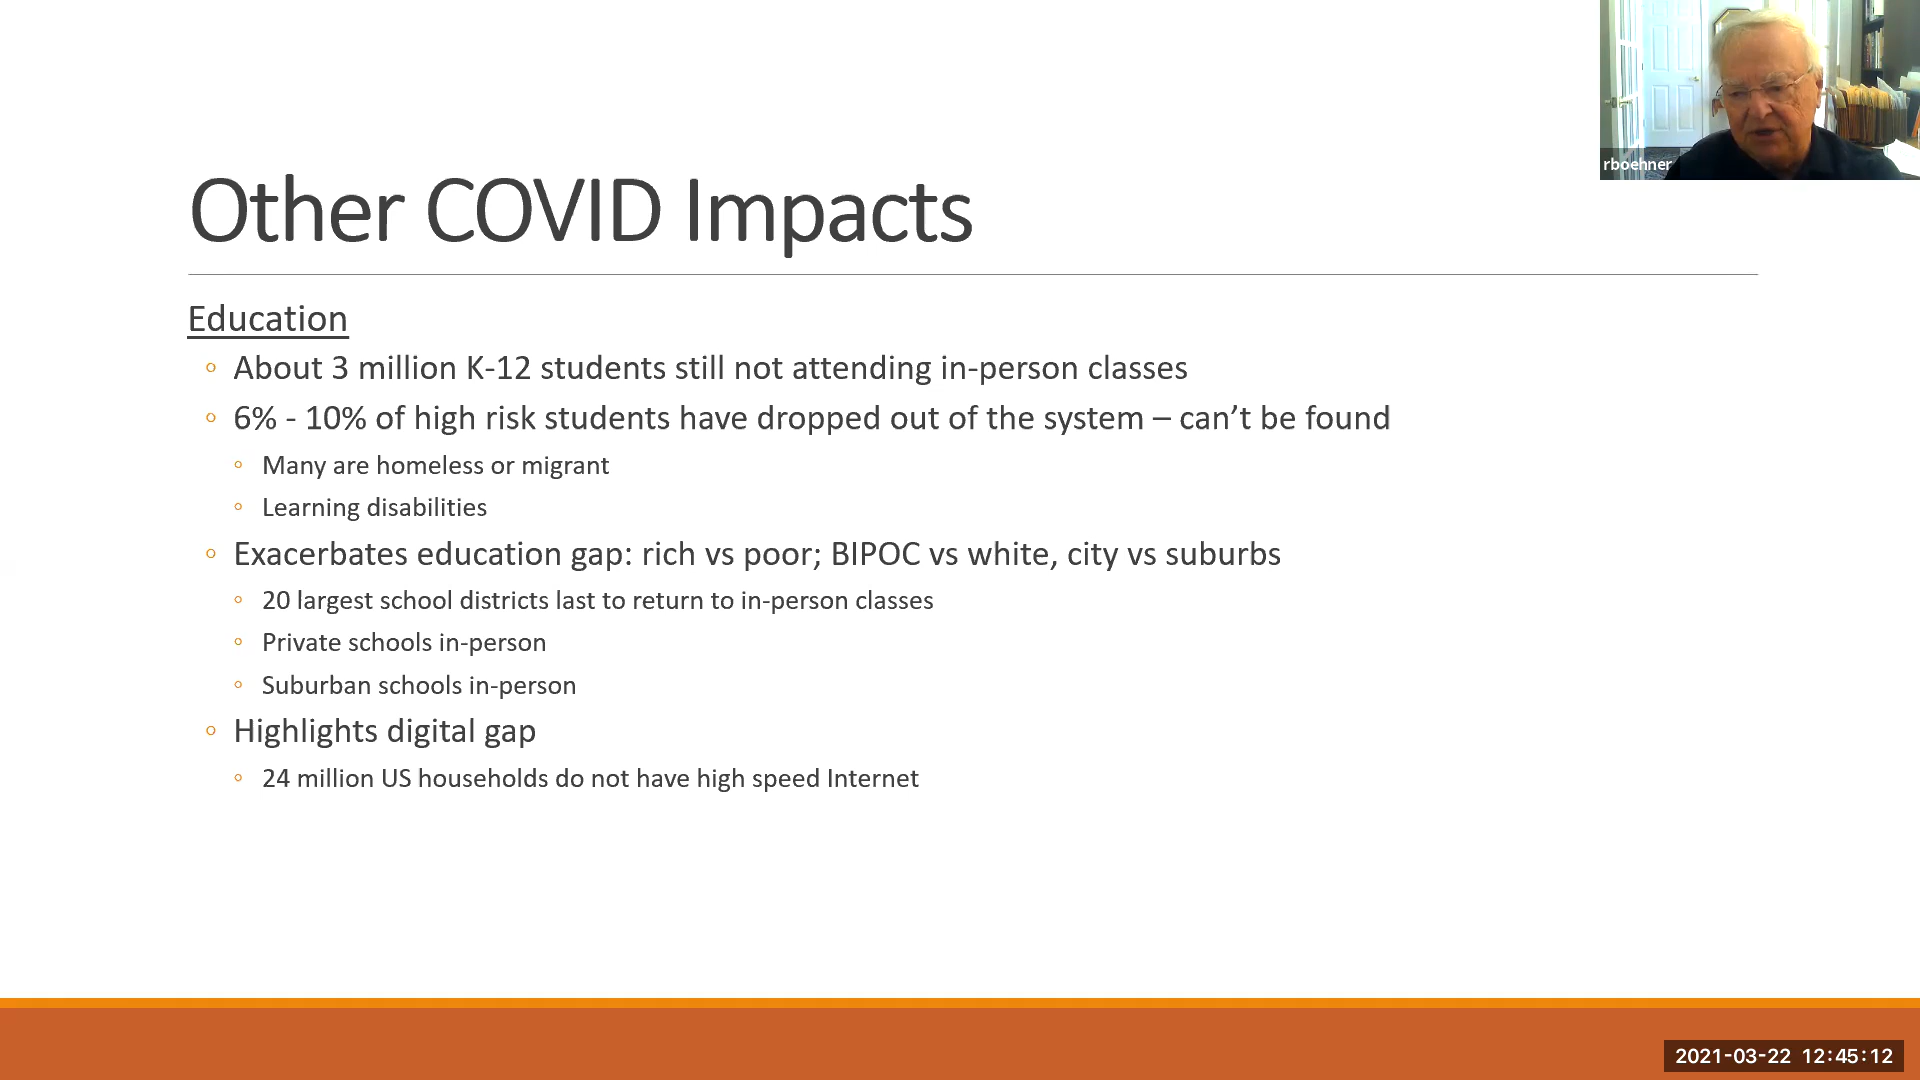 rboehner
Other COVID Impacts
Education
◦ About 3 million K-12 students still not attending in-person classes
◦ 6% - 10% of high risk students have dropped out of the system – can’t be found
◦ Many are homeless or migrant
◦ Learning disabilities
◦ Exacerbates education gap: rich vs poor; BIPOC vs white, city vs suburbs
◦ 20 largest school districts last to return to in-person classes
◦ Private schools in-person
◦ Suburban schools in-person
◦ Highlights digital gap
◦ 24 million US households do not have high speed Internet
2021-03-22 12:45:12